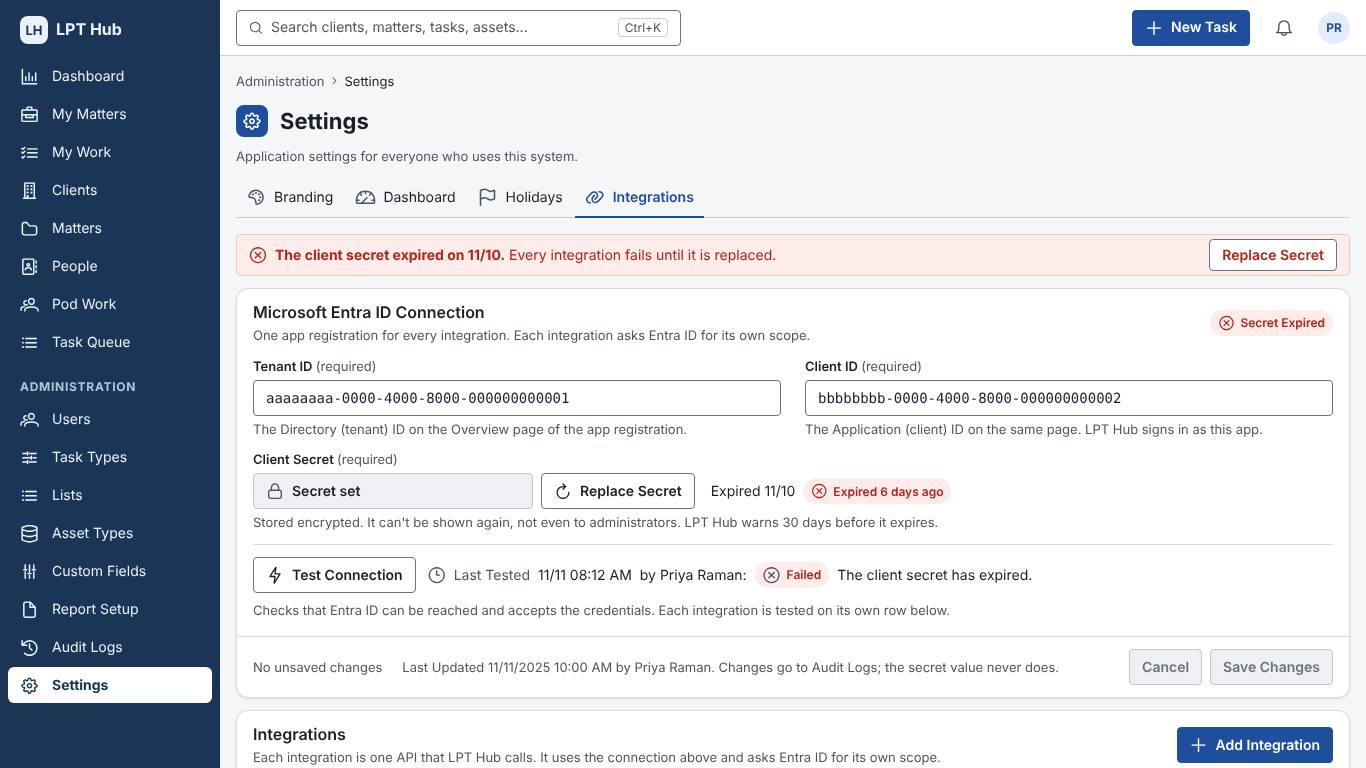 LH LPT Hub
Search clients, matters, tasks, assets... Ctrl+K
New Task
PR
Dashboard
My Matters
My Work
Clients
Matters
People
Pod Work
Task Queue
ADMINISTRATION
Users
Task Types
Lists
Asset Types
Custom Fields
Report Setup
Audit Logs
Settings
Administration > Settings
Settings
Application settings for everyone who uses this system.
Branding Dashboard Holidays Integrations
The client secret expired on 11/10. Every integration fails until it is replaced. Replace Secret
Microsoft Entra ID Connection
One app registration for every integration. Each integration asks Entra ID for its own scope.
Secret Expired
Tenant ID (required)
aaaaaaaa-0000-4000-8000-000000000001
The Directory (tenant) ID on the Overview page of the app registration.
Client ID (required)
bbbbbbbb-0000-4000-8000-000000000002
The Application (client) ID on the same page. LPT Hub signs in as this app.
Client Secret (required)
Secret set Replace Secret Expired 11/10 Expired 6 days ago
Stored encrypted. It can't be shown again, not even to administrators. LPT Hub warns 30 days before it expires.
Test Connection Last Tested 11/11 08:12 AM by Priya Raman: Failed The client secret has expired.
Checks that Entra ID can be reached and accepts the credentials. Each integration is tested on its own row below.
No unsaved changes Last Updated 11/11/2025 10:00 AM by Priya Raman. Changes go to Audit Logs; the secret value never does. Cancel Save Changes
Integrations
Each integration is one API that LPT Hub calls. It uses the connection above and asks Entra ID for its own scope.
Add Integration